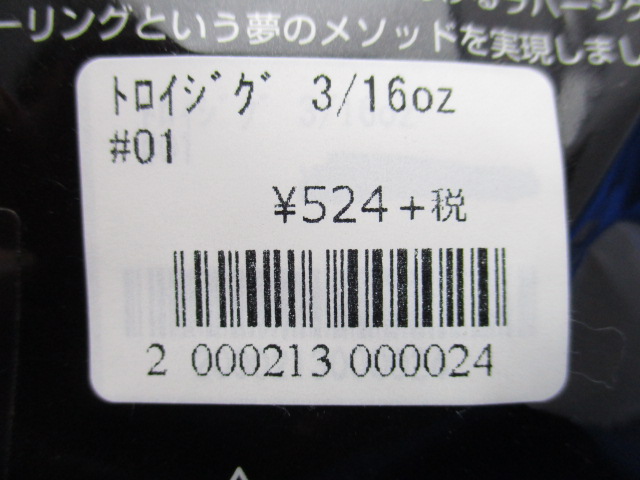 ーリングという夢のメソッドを実現しまし
ﾄﾛｲｼﾞｸﾞ 3/16oz
#01
¥524+税
2 000213 000024